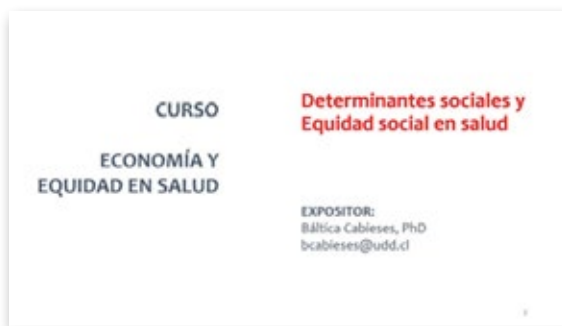 CURSO
ECONOMÍA Y
EQUIDAD EN SALUD
Determinantes sociales y
Equidad social en salud
EXPOSITOR:
Báltica Cabieses, PhD
bcabieses@udd.cl